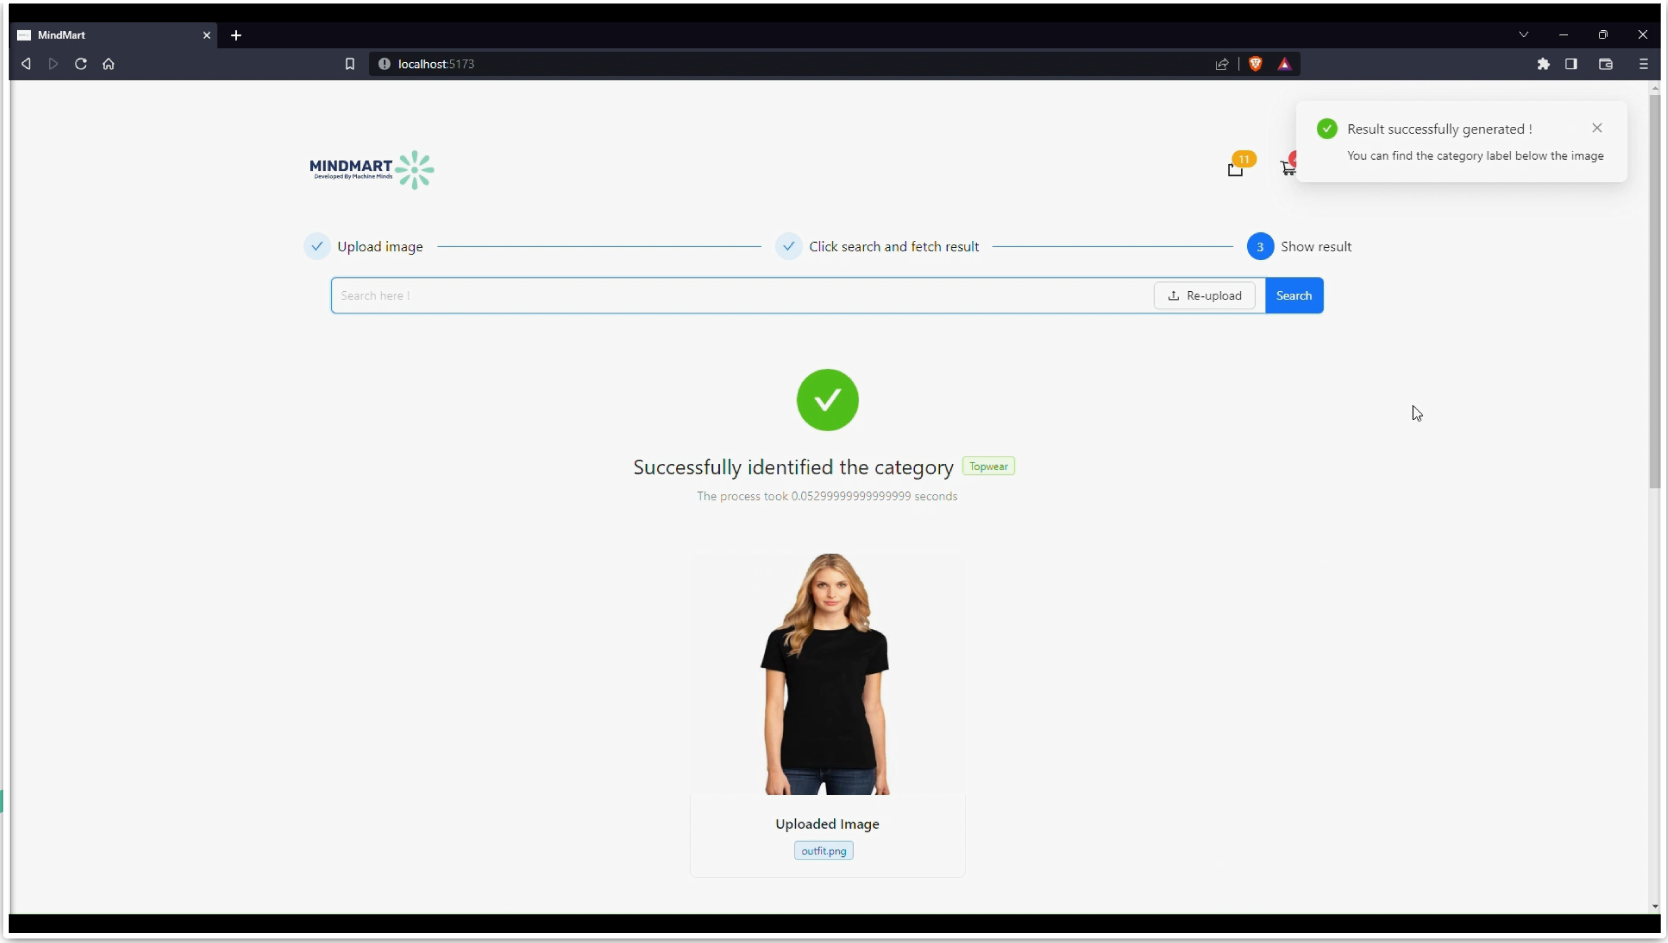 MindMart
localhost:5173
Result successfully generated !
You can find the category label below the image
MINDMART
Developed By Machine Minds
11
Upload image
Click search and fetch result
3 Show result
Search here !
Re-upload
Search
Successfully identified the category Topwear
The process took 0.05299999999999999 seconds
Uploaded Image
outfit.png